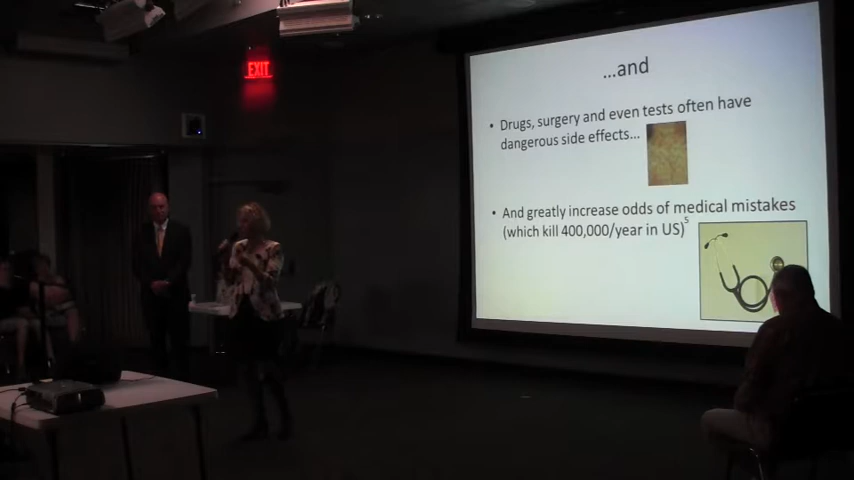 EXIT
...and
• Drugs, surgery and even tests often have
dangerous side effects...
• And greatly increase odds of medical mistakes
(which kill 400,000/year in US)5